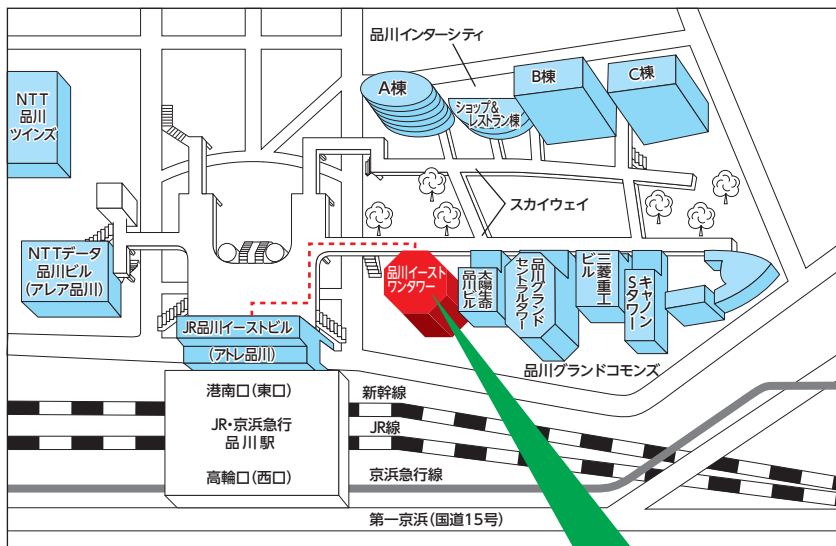 品川インターシティ
A棟
ショップ&
レストラン棟
B棟
C棟
NTT
品川
ツインズ
スカイウェイ
NTTデータ
品川ビル
(アレア品川)
品川イースト
ワンタワー
太陽生命
品川ビル
品川グランド
セントラルタワー
三菱重工
ビル
キヤノン
Sタワー
JR品川イーストビル
(アトレ品川)
品川グランドコモンズ
港南口(東口)
新幹線
JR・京浜急行
品川駅
JR線
高輪口(西口)
京浜急行線
第一京浜(国道15号)